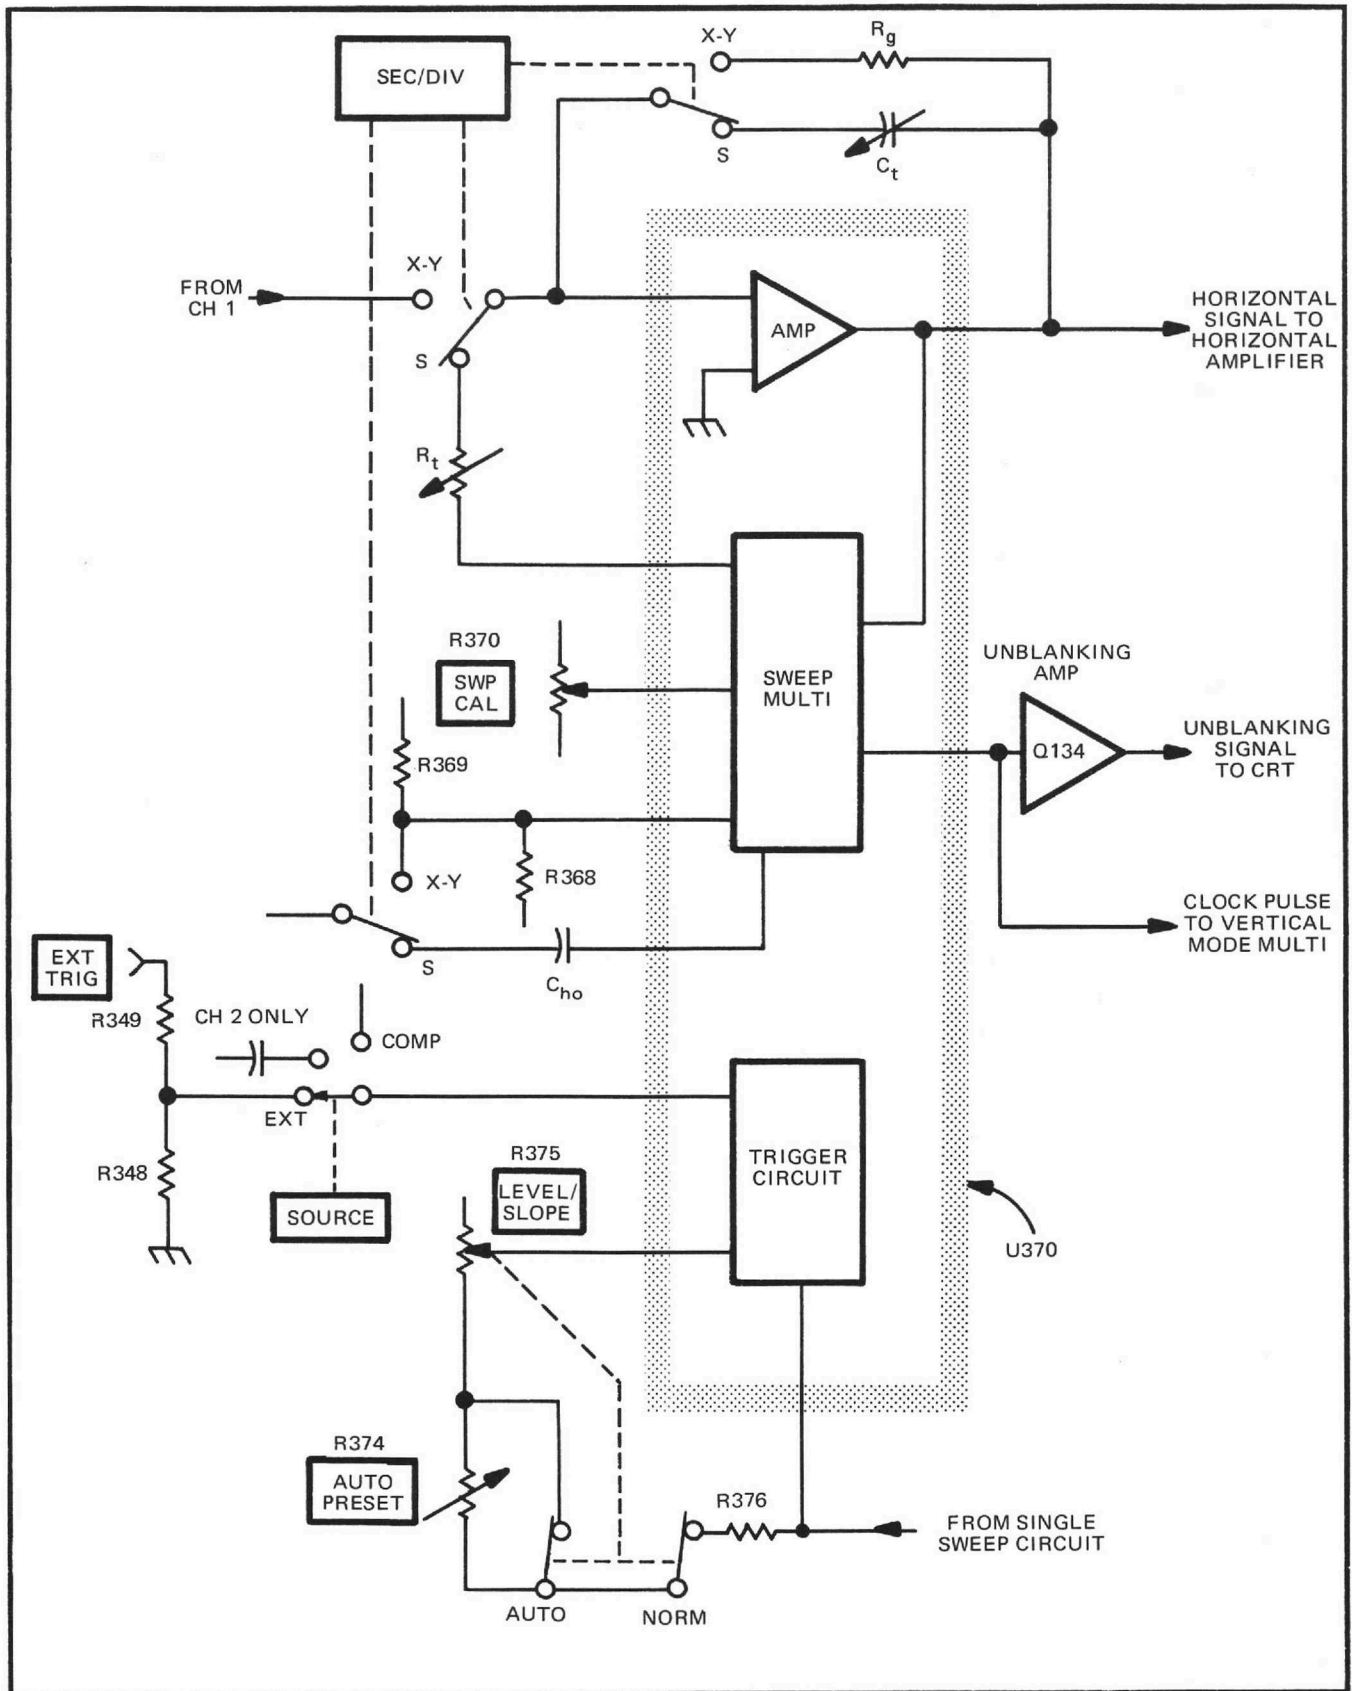 X-Y
Rg
SEC/DIV
S
Ct
X-Y
FROM
CH 1
S
AMP
HORIZONTAL
SIGNAL TO
HORIZONTAL
AMPLIFIER
Rt
R370
SWP
CAL
SWEEP
MULTI
UNBLANKING
AMP
Q134
UNBLANKING
SIGNAL
TO CRT
R369
X-Y
R368
CLOCK PULSE
TO VERTICAL
MODE MULTI
S
Cho
EXT
TRIG
R349
CH 2 ONLY
COMP
EXT
R348
SOURCE
TRIGGER
CIRCUIT
R375
LEVEL/
SLOPE
U370
R374
AUTO
PRESET
R376
FROM SINGLE
SWEEP CIRCUIT
AUTO
NORM